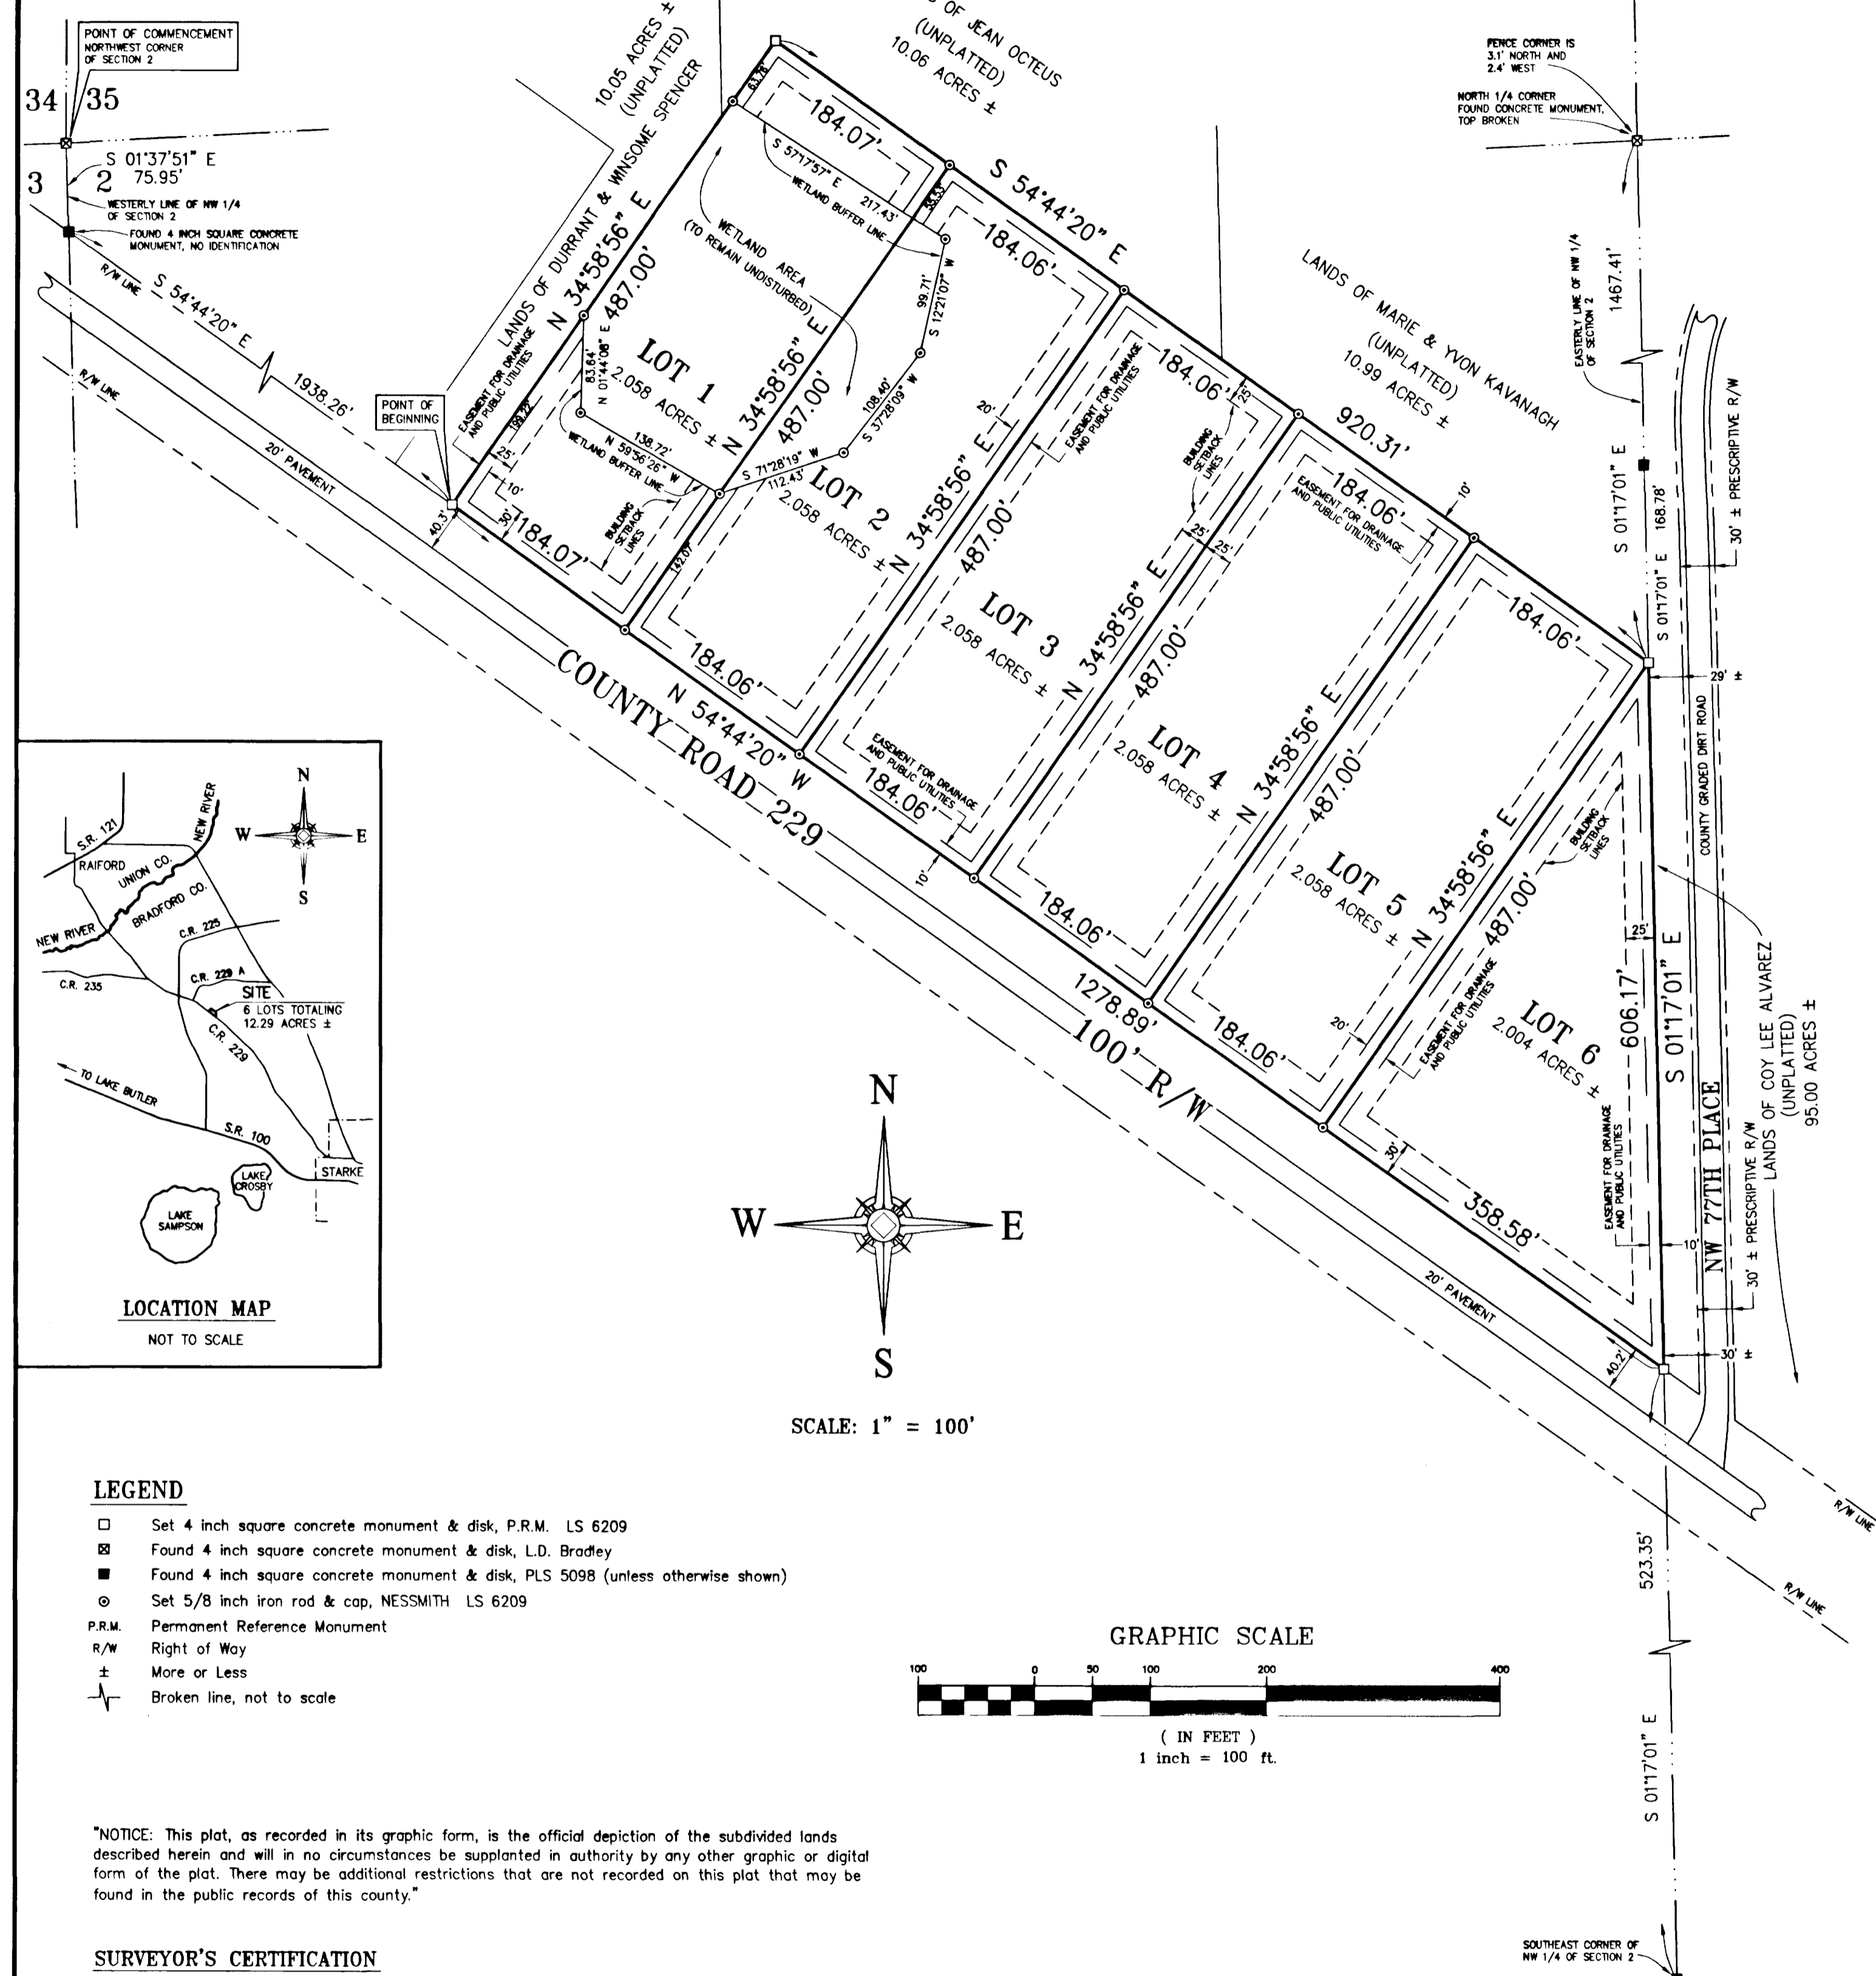 POINT OF COMMENCEMENT
NORTHWEST CORNER
OF SECTION 2
34
35
3
2
S 01°37'51" E
75.95'
WESTERLY LINE OF NW 1/4
OF SECTION 2
FOUND 4 INCH SQUARE CONCRETE
MONUMENT, NO IDENTIFICATION
R/W LINE
S 54°44'20" E
1938.26'
R/W LINE
20' PAVEMENT
POINT OF
BEGINNING
40.3'
10.05 ACRES ±
(UNPLATTED)
LANDS OF DURRANT & WINSOME SPENCER
OF JEAN OCTEUS
(UNPLATTED)
10.06 ACRES ±
FENCE CORNER IS
3.1' NORTH AND
2.4' WEST
NORTH 1/4 CORNER
FOUND CONCRETE MONUMENT,
TOP BROKEN
EASTERLY LINE OF NW 1/4
OF SECTION 2
1467.41'
S 01°17'01" E
S 01°17'01" E 168.78'
30' ± PRESCRIPTIVE R/W
LANDS OF MARIE & YVON KAVANAGH
(UNPLATTED)
10.99 ACRES ±
63.78'
184.07'
S 57°17'57" E
217.43'
WETLAND BUFFER LINE
55.53'
S 54°44'20" E
920.31'
184.06'
184.06'
184.06'
184.06'
WETLAND AREA
(TO REMAIN UNDISTURBED)
99.71'
S 12°21'07" W
108.40'
S 37°28'09" W
S 71°28'19" W
112.43'
N 34°58'56" E
487.00'
EASEMENT FOR DRAINAGE
AND PUBLIC UTILITIES
199.22'
83.64'
N 01°44'08" E
LOT 1
2.058 ACRES ±
138.72'
N 59°56'26" W
WETLAND BUFFER LINE
25'
10'
30'
BUILDING
SETBACK
LINES
184.07'
142.07'
N 34°58'56" E
487.00'
LOT 2
2.058 ACRES ±
184.06'
N 54°44'20" W
20'
EASEMENT FOR DRAINAGE
AND PUBLIC UTILITIES
N 34°58'56" E
487.00'
LOT 3
2.058 ACRES ±
25'
BUILDING
SETBACK
LINES
25'
25'
EASEMENT FOR DRAINAGE
AND PUBLIC UTILITIES
184.06'
10'
N 34°58'56" E
487.00'
LOT 4
2.058 ACRES ±
EASEMENT FOR DRAINAGE
AND PUBLIC UTILITIES
10'
184.06'
1278.89'
N 34°58'56" E
487.00'
LOT 5
2.058 ACRES ±
184.06'
20'
N 34°58'56" E
487.00'
EASEMENT FOR DRAINAGE
AND PUBLIC UTILITIES
BUILDING
SETBACK
LINES
LOT 6
2.004 ACRES ±
30'
358.58'
25'
606.17'
S 01°17'01" E
EASEMENT FOR DRAINAGE
AND PUBLIC UTILITIES
10'
29' ±
COUNTY GRADED DIRT ROAD
NW 77TH PLACE
30' ± PRESCRIPTIVE R/W
LANDS OF COY LEE ALVAREZ
(UNPLATTED)
95.00 ACRES ±
30' ±
40.2'
20' PAVEMENT
COUNTY ROAD 229
100' R/W
R/W LINE
R/W LINE
523.35'
S 01°17'01" E
SOUTHEAST CORNER OF
NW 1/4 OF SECTION 2
N
W
E
S
S.R. 121
RAIFORD
NEW RIVER
UNION CO.
BRADFORD CO.
NEW RIVER
C.R. 225
C.R. 235
C.R. 229 A
SITE
6 LOTS TOTALING
12.29 ACRES ±
C.R. 229
TO LAKE BUTLER
S.R. 100
STARKE
LAKE
CROSBY
LAKE
SAMPSON
LOCATION MAP
NOT TO SCALE
N
W
E
S
SCALE: 1" = 100'
LEGEND
Set 4 inch square concrete monument & disk, P.R.M. LS 6209
Found 4 inch square concrete monument & disk, L.D. Bradley
Found 4 inch square concrete monument & disk, PLS 5098 (unless otherwise shown)
Set 5/8 inch iron rod & cap, NESSMITH LS 6209
P.R.M. Permanent Reference Monument
R/W Right of Way
± More or Less
Broken line, not to scale
GRAPHIC SCALE
100 0 50 100 200 400
( IN FEET )
1 inch = 100 ft.
"NOTICE: This plat, as recorded in its graphic form, is the official depiction of the subdivided lands
described herein and will in no circumstances be supplanted in authority by any other graphic or digital
form of the plat. There may be additional restrictions that are not recorded on this plat that may be
found in the public records of this county."
SURVEYOR'S CERTIFICATION